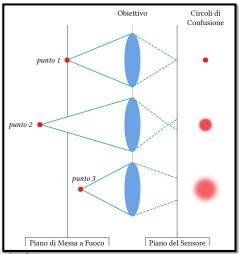 Obiettivo
Circoli di
Confusione
punto 1
punto 2
punto 3
Piano di Messa a Fuoco
Piano del Sensore